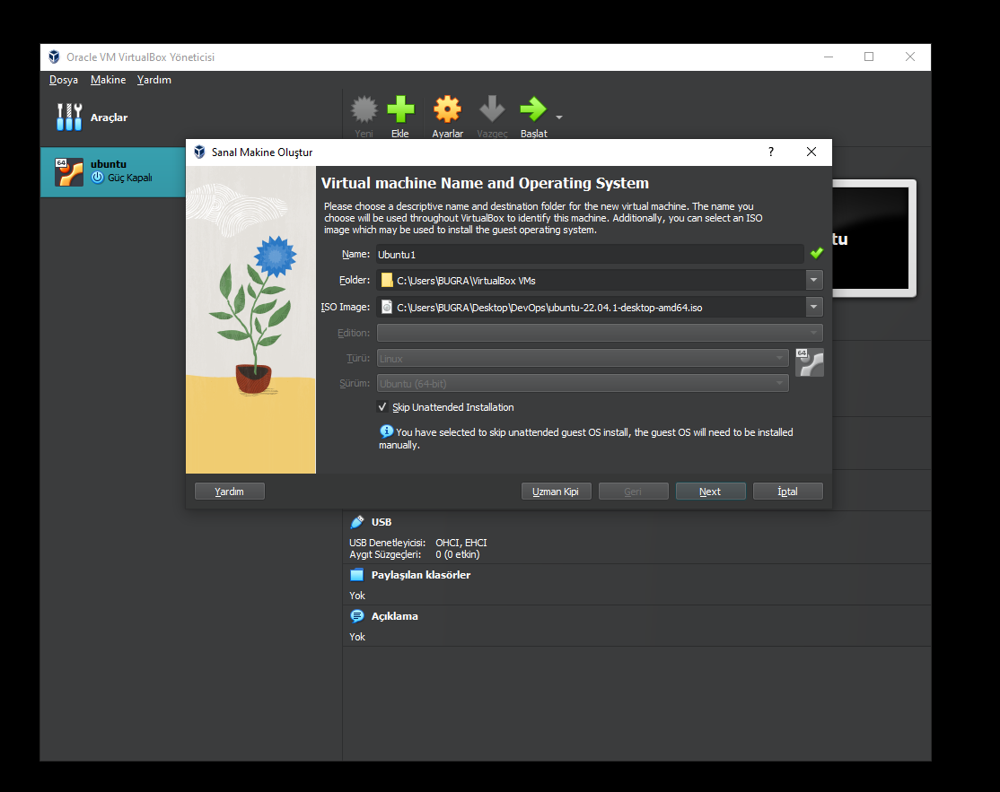 Oracle VM VirtualBox Yöneticisi
Dosya Makine Yardım
Araçlar
Yeni Ekle Ayarlar Vazgeç Başlat
64 ubuntu
Güç Kapalı
Sanal Makine Oluştur ?
Virtual machine Name and Operating System
Please choose a descriptive name and destination folder for the new virtual machine. The name you
choose will be used throughout VirtualBox to identify this machine. Additionally, you can select an ISO
image which may be used to install the guest operating system.
tu
Name: Ubuntu1
Folder: C:\Users\BUGRA\VirtualBox VMs
ISO Image: C:\Users\BUGRA\Desktop\DevOps\ubuntu-22.04.1-desktop-amd64.iso
Edition:
Türü: Linux 64
Sürüm: Ubuntu (64-bit)
Skip Unattended Installation
You have selected to skip unattended guest OS install, the guest OS will need to be installed
manually.
Yardım Uzman Kipi Geri Next İptal
USB
USB Denetleyicisi: OHCI, EHCI
Aygıt Süzgeçleri: 0 (0 etkin)
Paylaşılan klasörler
Yok
Açıklama
Yok